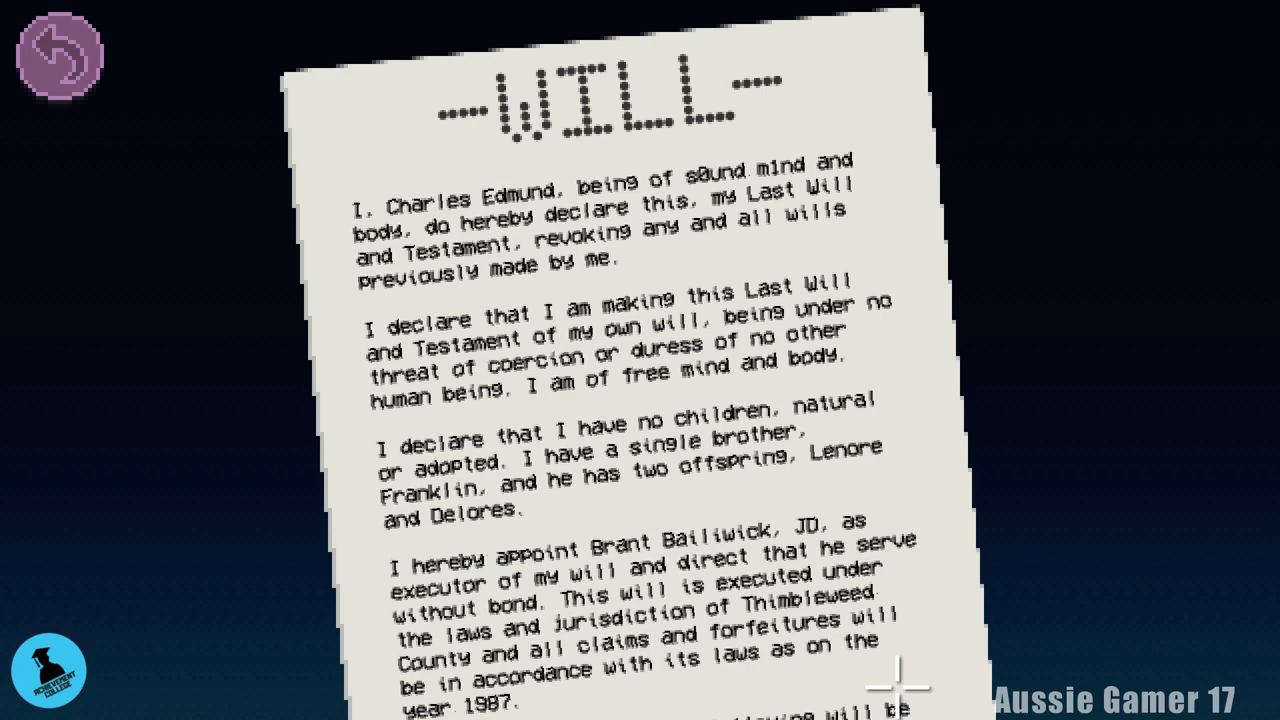 -WILL-
I, Charles Edmund, being of s0und m1nd and
body, do hereby declare this, my Last Will
and Testament, revoking any and all wills
previously made by me.
I declare that I am making this Last Will
and Testament of my own will, being under no
threat of coercion or duress of no other
human being. I am of free mind and body.
I declare that I have no children, natural
or adopted. I have a single brother,
Franklin, and he has two offspring, Lenore
and Delores.
I hereby appoint Brant Bailiwick, JD, as
executor of my will and direct that he serve
without bond. This will is executed under
the laws and jurisdiction of Thimbleweed
County and all claims and forfeitures will
be in accordance with its laws as on the
year 1987.
will be
ACHIEVEMENT
COLLEGE
Aussie Gamer 17